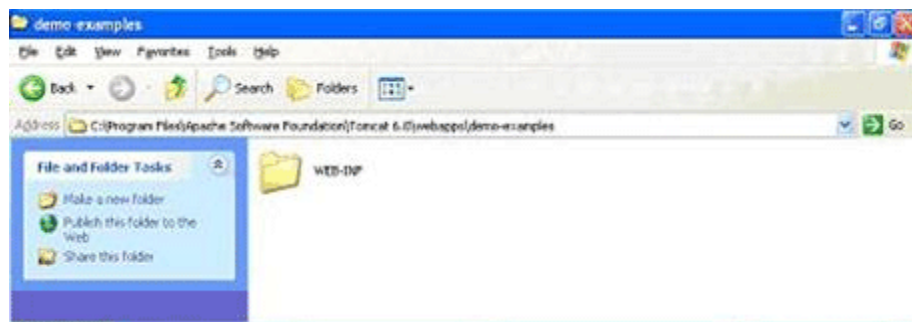 demo-examples
File Edit View Favorites Tools Help
Back Search Folders
Address C:\Program Files\Apache Software Foundation\Tomcat 6.0\webapps\demo-examples Go
File and Folder Tasks
WEB-INF
Make a new folder
Publish this folder to the
Web
Share this folder